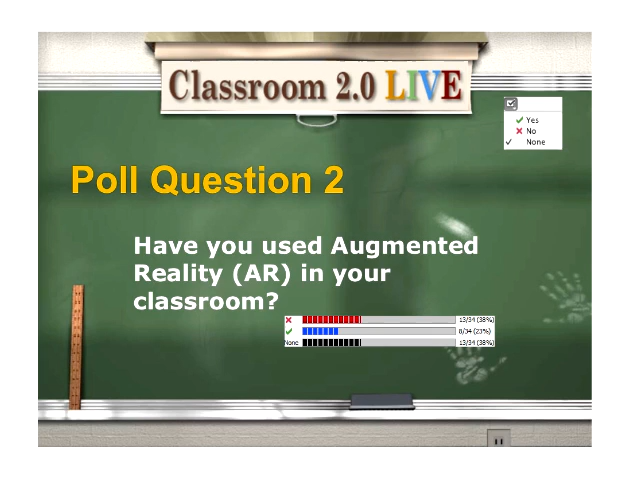 Classroom 2.0 LIVE
Yes
No
None
Poll Question 2
Have you used Augmented
Reality (AR) in your
classroom?
13/34 (38%)
8/34 (23%)
None 13/34 (38%)